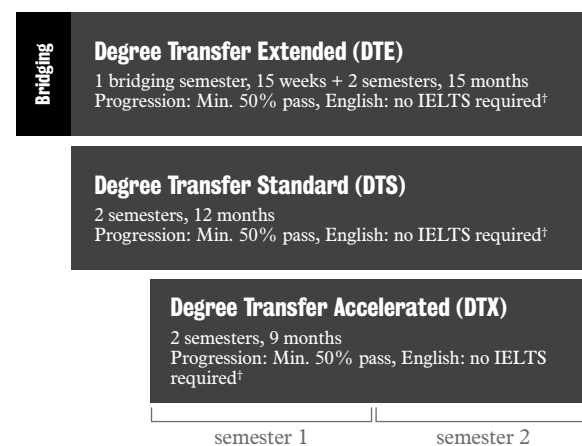 Bridging
Degree Transfer Extended (DTE)
1 bridging semester, 15 weeks + 2 semesters, 15 months
Progression: Min. 50% pass, English: no IELTS required†
Degree Transfer Standard (DTS)
2 semesters, 12 months
Progression: Min. 50% pass, English: no IELTS required†
Degree Transfer Accelerated (DTX)
2 semesters, 9 months
Progression: Min. 50% pass, English: no IELTS
required†
semester 1
semester 2